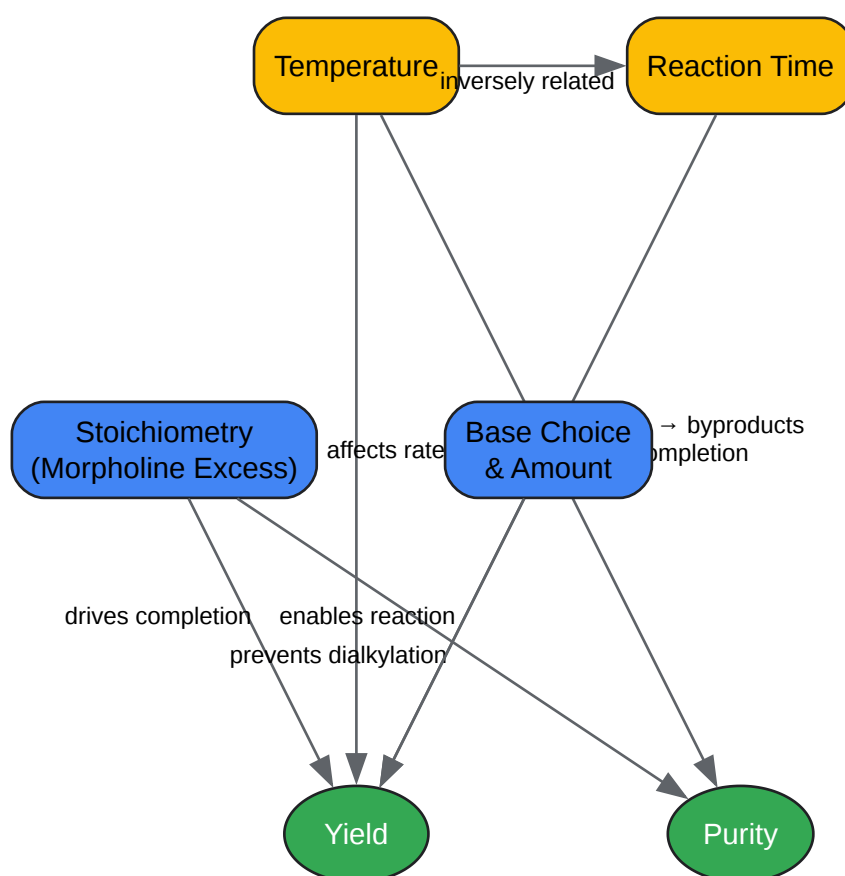 Temperature
inversely related
Reaction Time
Stoichiometry
(Morpholine Excess)
affects rate
Base Choice
& Amount
→ byproducts
drives completion
enables reaction
prevents dialkylation
Yield
Purity